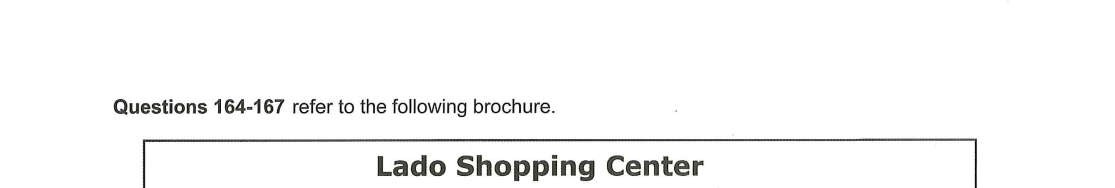 Questions 164-167 refer to the following brochure.
Lado Shopping Center